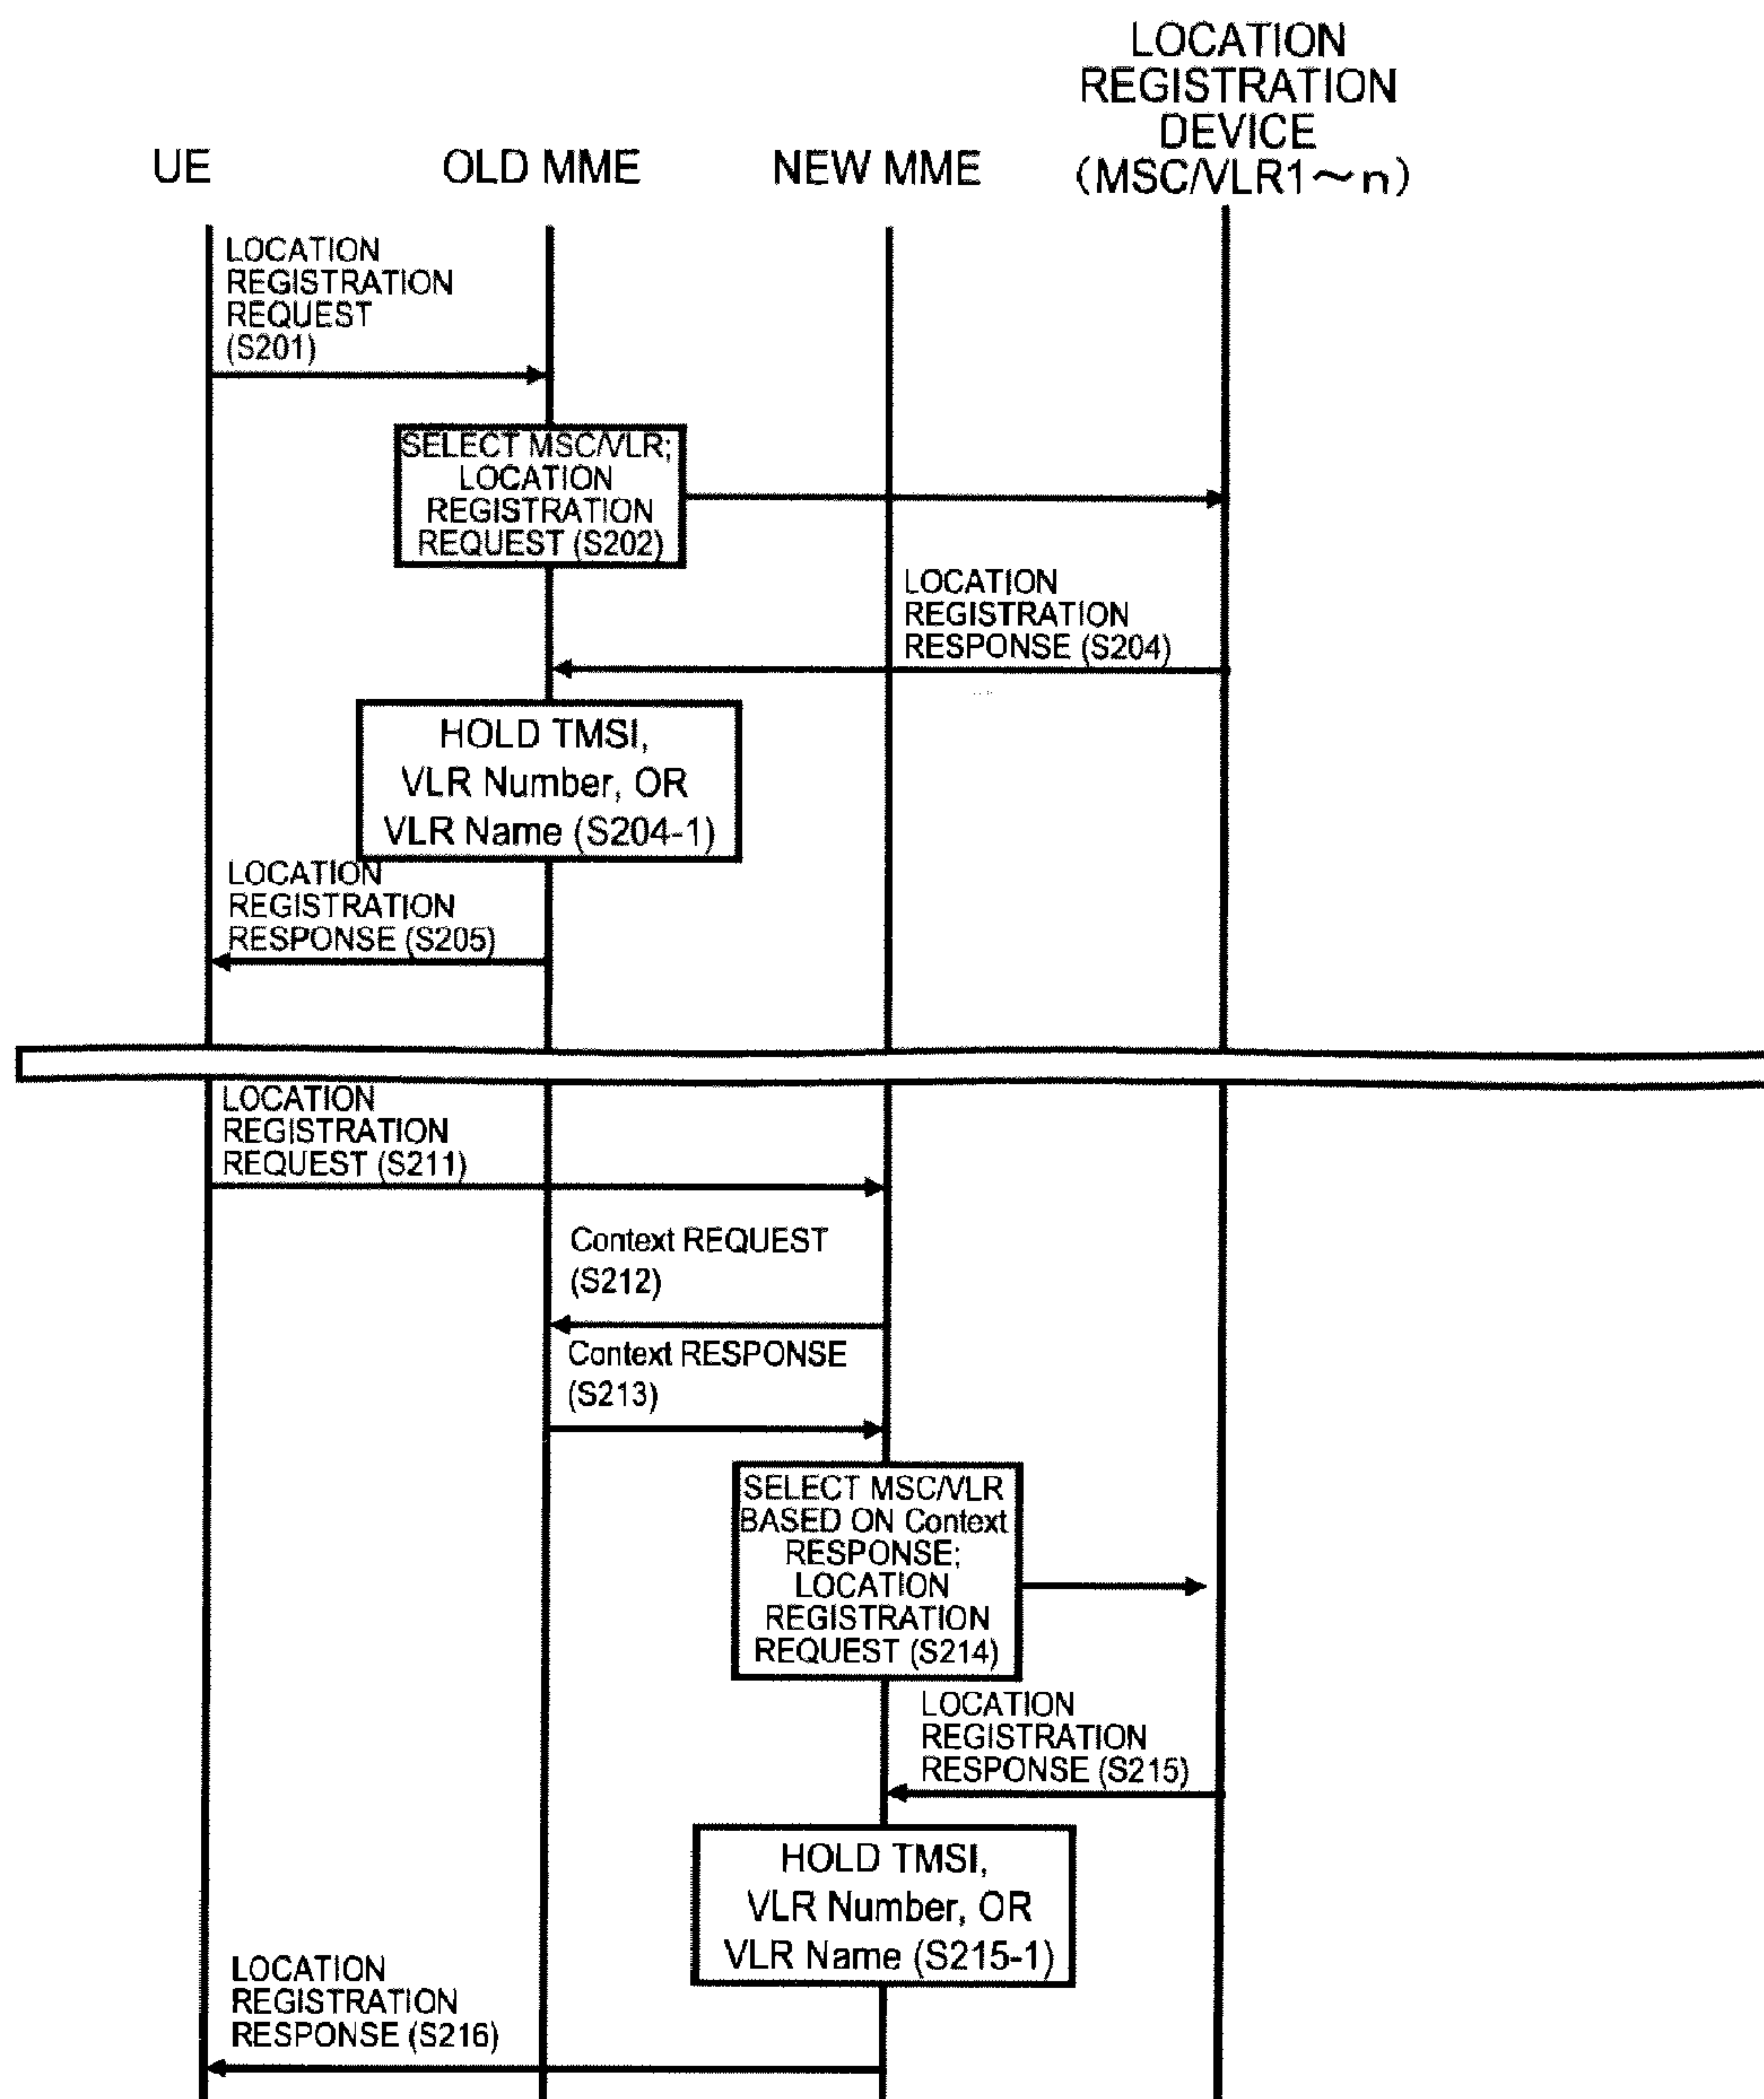 LOCATION
REGISTRATION
DEVICE
(MSC/VLR1～n)
UE
OLD MME
NEW MME
LOCATION
REGISTRATION
REQUEST
(S201)
SELECT MSC/VLR;
LOCATION
REGISTRATION
REQUEST (S202)
LOCATION
REGISTRATION
RESPONSE (S204)
HOLD TMSI,
VLR Number, OR
VLR Name (S204-1)
LOCATION
REGISTRATION
RESPONSE (S205)
LOCATION
REGISTRATION
REQUEST (S211)
Context REQUEST
(S212)
Context RESPONSE
(S213)
SELECT MSC/VLR
BASED ON Context
RESPONSE;
LOCATION
REGISTRATION
REQUEST (S214)
LOCATION
REGISTRATION
RESPONSE (S215)
HOLD TMSI,
VLR Number, OR
VLR Name (S215-1)
LOCATION
REGISTRATION
RESPONSE (S216)